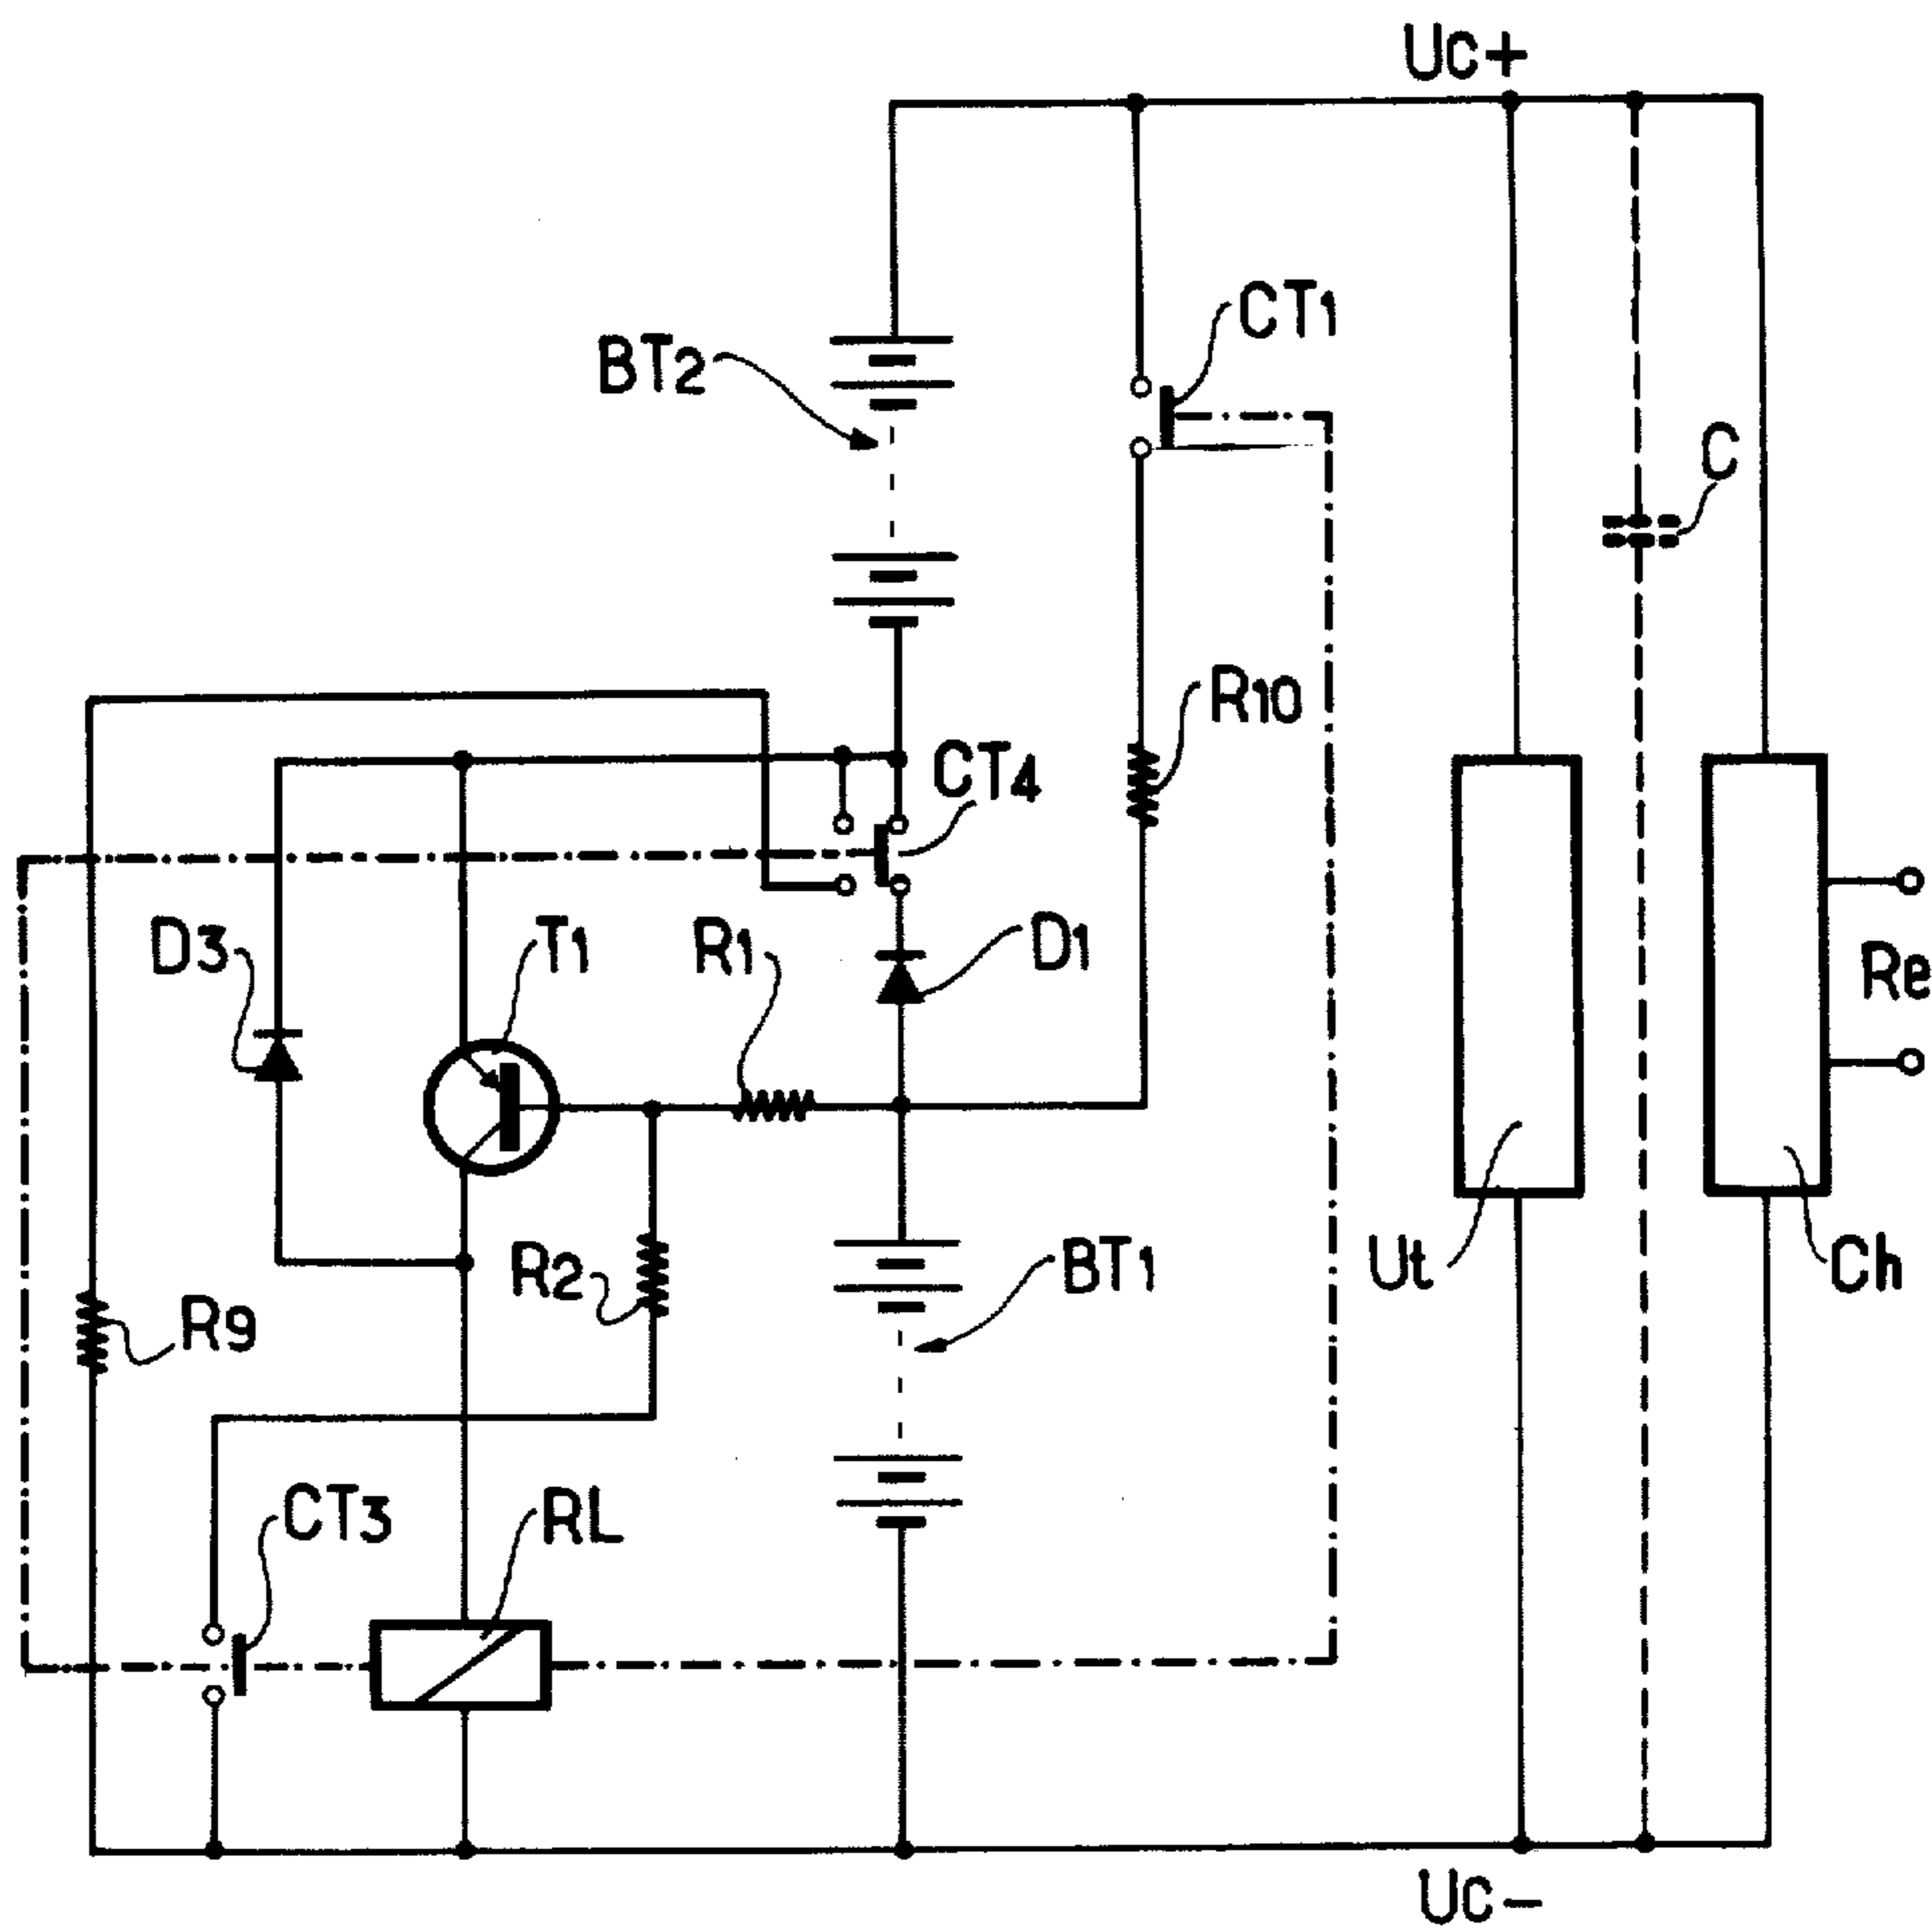 Uc+
CT1
BT2
C
R10
CT4
D3
T1
R1
D1
Re
R2
BT1
Ut
Ch
R9
CT3
RL
Uc-